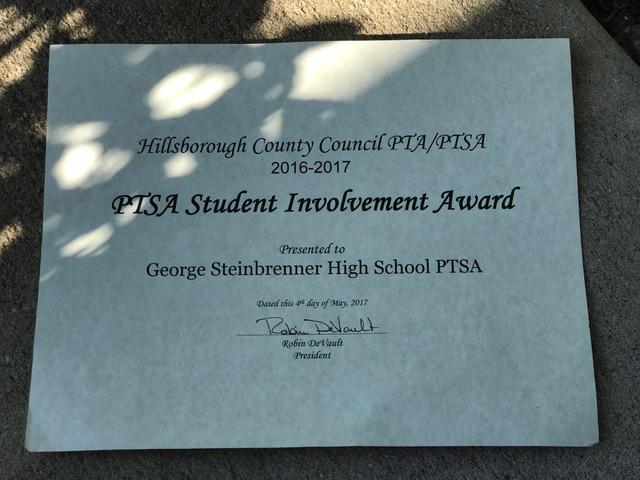 Hillsborough County Council PTA/PTSA
2016-2017
PTSA Student Involvement Award
Presented to
George Steinbrenner High School PTSA
Dated this 4th day of May, 2017
Robin DeVault
Robin DeVault
President